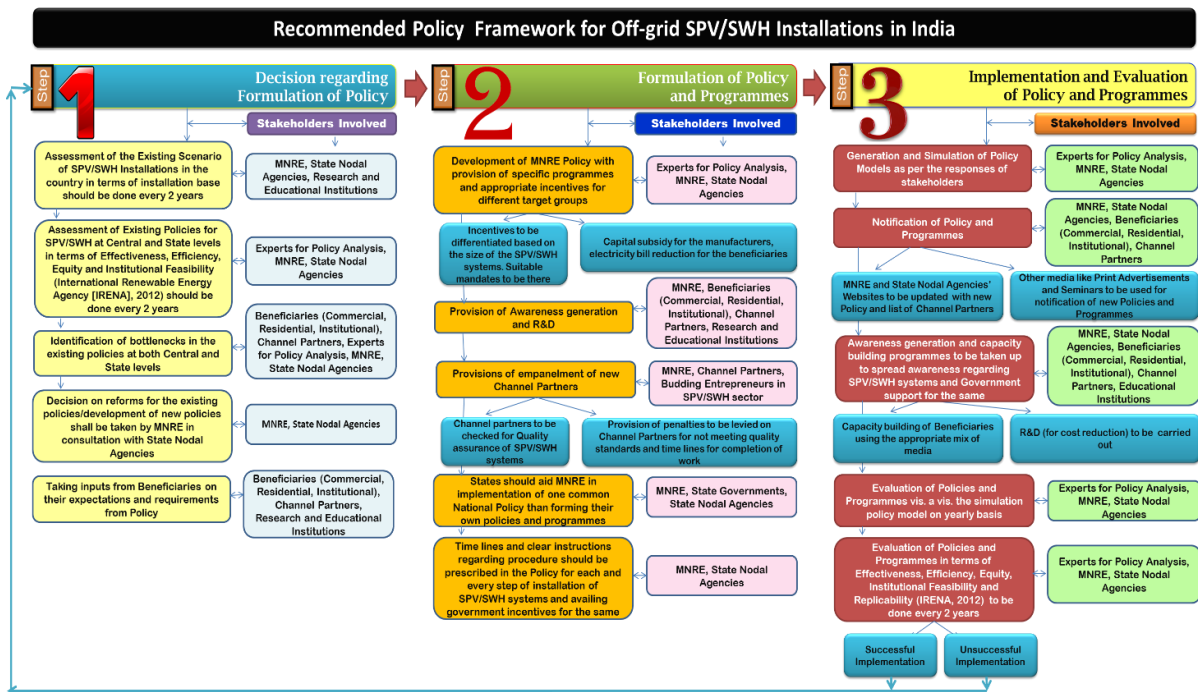 Recommended Policy Framework for Off-grid SPV/SWH Installations in India
Step
1
Decision regarding
Formulation of Policy
Stakeholders Involved
Assessment of the Existing Scenario
of SPV/SWH Installations in the
country in terms of installation base
should be done every 2 years
MNRE, State Nodal
Agencies, Research and
Educational Institutions
Assessment of Existing Policies for
SPV/SWH at Central and State levels
in terms of Effectiveness, Efficiency,
Equity and Institutional Feasibility
(International Renewable Energy
Agency [IRENA], 2012) should be
done every 2 years
Experts for Policy Analysis,
MNRE, State Nodal
Agencies
Identification of bottlenecks in the
existing policies at both Central and
State levels
Beneficiaries (Commercial,
Residential, Institutional),
Channel Partners, Experts
for Policy Analysis, MNRE,
State Nodal Agencies
Decision on reforms for the existing
policies/development of new policies
shall be taken by MNRE in
consultation with State Nodal
Agencies
MNRE, State Nodal Agencies
Taking inputs from Beneficiaries on
their expectations and requirements
from Policy
Beneficiaries (Commercial,
Residential, Institutional),
Channel Partners,
Research and Educational
Institutions
Step
2
Formulation of Policy
and Programmes
Stakeholders Involved
Development of MNRE Policy with
provision of specific programmes
and appropriate incentives for
different target groups
Experts for Policy Analysis,
MNRE, State Nodal
Agencies
Incentives to be
differentiated based on
the size of the SPV/SWH
systems. Suitable
mandates to be there
Capital subsidy for the manufacturers,
electricity bill reduction for the beneficiaries
Provision of Awareness generation
and R&D
MNRE, Beneficiaries
(Commercial, Residential,
Institutional), Channel
Partners, Research and
Educational Institutions
Provisions of empanelment of new
Channel Partners
MNRE, Channel Partners,
Budding Entrepreneurs in
SPV/SWH sector
Channel partners to be
checked for Quality
assurance of SPV/SWH
systems
Provision of penalties to be levied on
Channel Partners for not meeting quality
standards and time lines for completion of
work
States should aid MNRE in
implementation of one common
National Policy than forming their
own policies and programmes
MNRE, State Governments,
State Nodal Agencies
Time lines and clear instructions
regarding procedure should be
prescribed in the Policy for each and
every step of installation of
SPV/SWH systems and availing
government incentives for the same
MNRE, State Nodal
Agencies
Step
3
Implementation and Evaluation
of Policy and Programmes
Stakeholders Involved
Generation and Simulation of Policy
Models as per the responses of
stakeholders
Experts for Policy Analysis,
MNRE, State Nodal
Agencies
Notification of Policy and
Programmes
MNRE, State Nodal
Agencies, Beneficiaries
(Commercial, Residential,
Institutional), Channel
Partners
MNRE and State Nodal Agencies'
Websites to be updated with new
Policy and list of Channel Partners
Other media like Print Advertisements
and Seminars to be used for
notification of new Policies and
Programmes
Awareness generation and capacity
building programmes to be taken up
to spread awareness regarding
SPV/SWH systems and Government
support for the same
MNRE, State Nodal
Agencies, Beneficiaries
(Commercial, Residential,
Institutional), Channel
Partners, Educational
Institutions
Capacity building of Beneficiaries
using the appropriate mix of
media
R&D (for cost reduction) to be carried
out
Evaluation of Policies and
Programmes vis. a vis. the simulation
policy model on yearly basis
Experts for Policy Analysis,
MNRE, State Nodal
Agencies
Evaluation of Policies and
Programmes in terms of
Effectiveness, Efficiency, Equity,
Institutional Feasibility and
Replicability (IRENA, 2012) to be
done every 2 years
Experts for Policy Analysis,
MNRE, State Nodal
Agencies
Successful
Implementation
Unsuccessful
Implementation